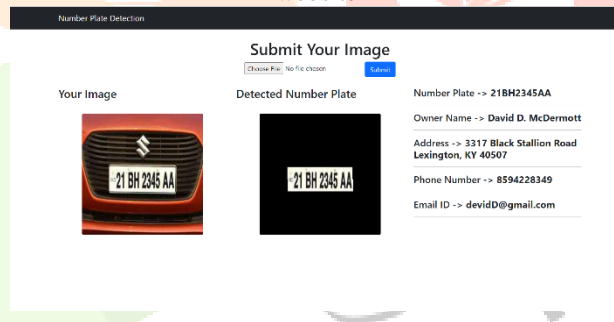 Number Plate Detection
Submit Your Image
Choose File No file chosen Submit
Your Image
Detected Number Plate
21 BH 2345 AA
21 BH 2345 AA
Number Plate -> 21BH2345AA
Owner Name -> David D. McDermott
Address -> 3317 Black Stallion Road
Lexington, KY 40507
Phone Number -> 8594228349
Email ID -> devidD@gmail.com